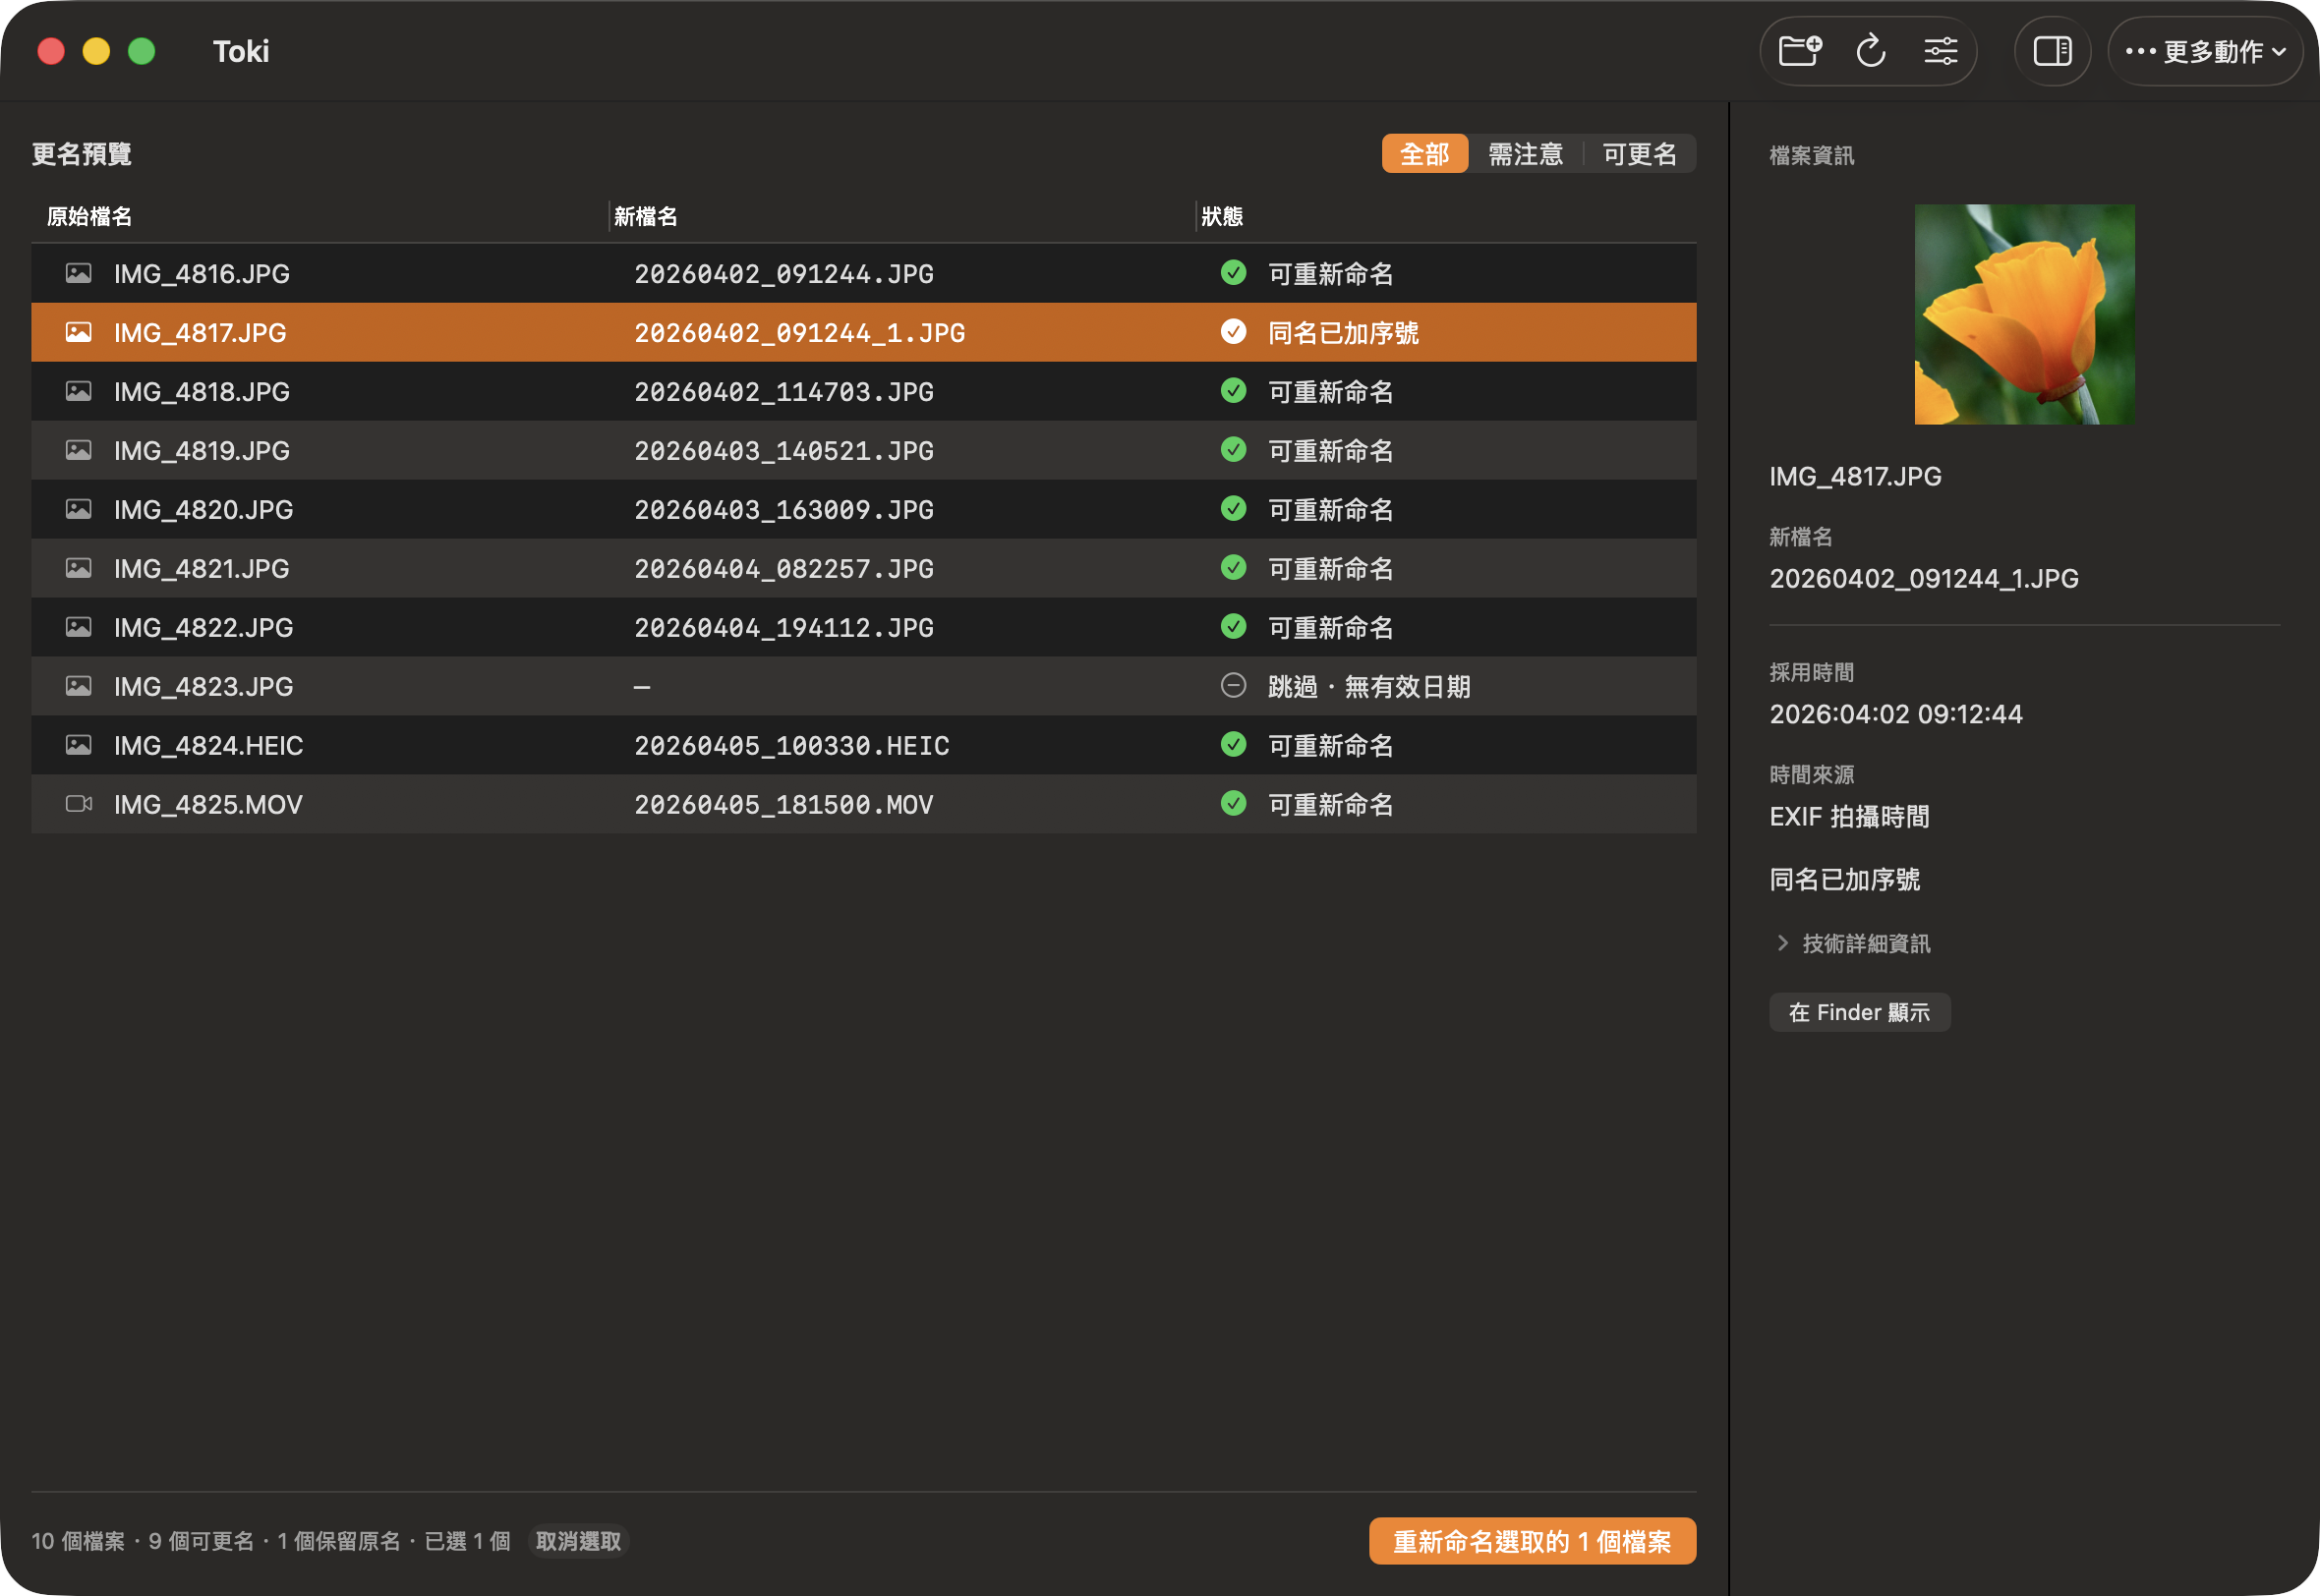 Toki
更多動作
更名預覽
全部 需注意 可更名
原始檔名 新檔名 狀態
IMG_4816.JPG 20260402_091244.JPG 可重新命名
IMG_4817.JPG 20260402_091244_1.JPG 同名已加序號
IMG_4818.JPG 20260402_114703.JPG 可重新命名
IMG_4819.JPG 20260403_140521.JPG 可重新命名
IMG_4820.JPG 20260403_163009.JPG 可重新命名
IMG_4821.JPG 20260404_082257.JPG 可重新命名
IMG_4822.JPG 20260404_194112.JPG 可重新命名
IMG_4823.JPG — 跳過 · 無有效日期
IMG_4824.HEIC 20260405_100330.HEIC 可重新命名
IMG_4825.MOV 20260405_181500.MOV 可重新命名
10 個檔案 · 9 個可更名 · 1 個保留原名 · 已選 1 個 取消選取
重新命名選取的 1 個檔案
檔案資訊
IMG_4817.JPG
新檔名
20260402_091244_1.JPG
採用時間
2026:04:02 09:12:44
時間來源
EXIF 拍攝時間
同名已加序號
技術詳細資訊
在 Finder 顯示